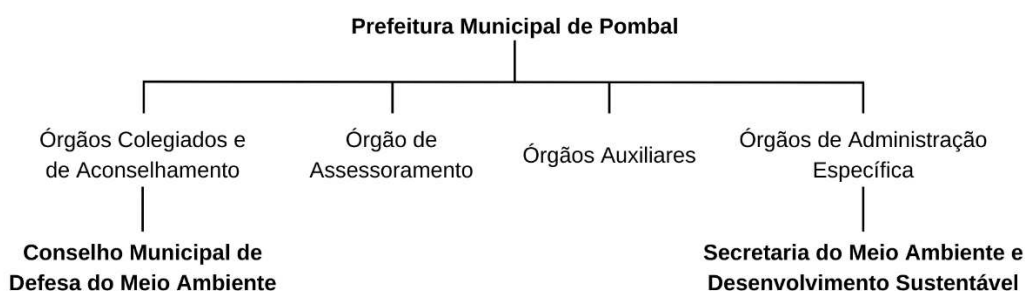 Prefeitura Municipal de Pombal
Órgãos Colegiados e
de Aconselhamento
Órgão de
Assessoramento
Órgãos Auxiliares
Órgãos de Administração
Específica
Conselho Municipal de
Defesa do Meio Ambiente
Secretaria do Meio Ambiente e
Desenvolvimento Sustentável